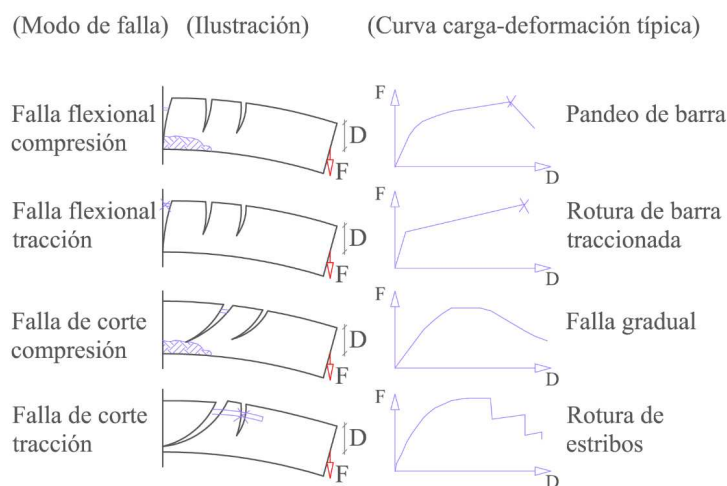 (Modo de falla) (Ilustración) (Curva carga-deformación típica)
Falla flexional
compresión
D
F
F
D
Pandeo de barra
Falla flexional
tracción
D
F
F
D
Rotura de barra
traccionada
Falla de corte
compresión
D
F
F
D
Falla gradual
Falla de corte
tracción
D
F
F
D
Rotura de
estribos